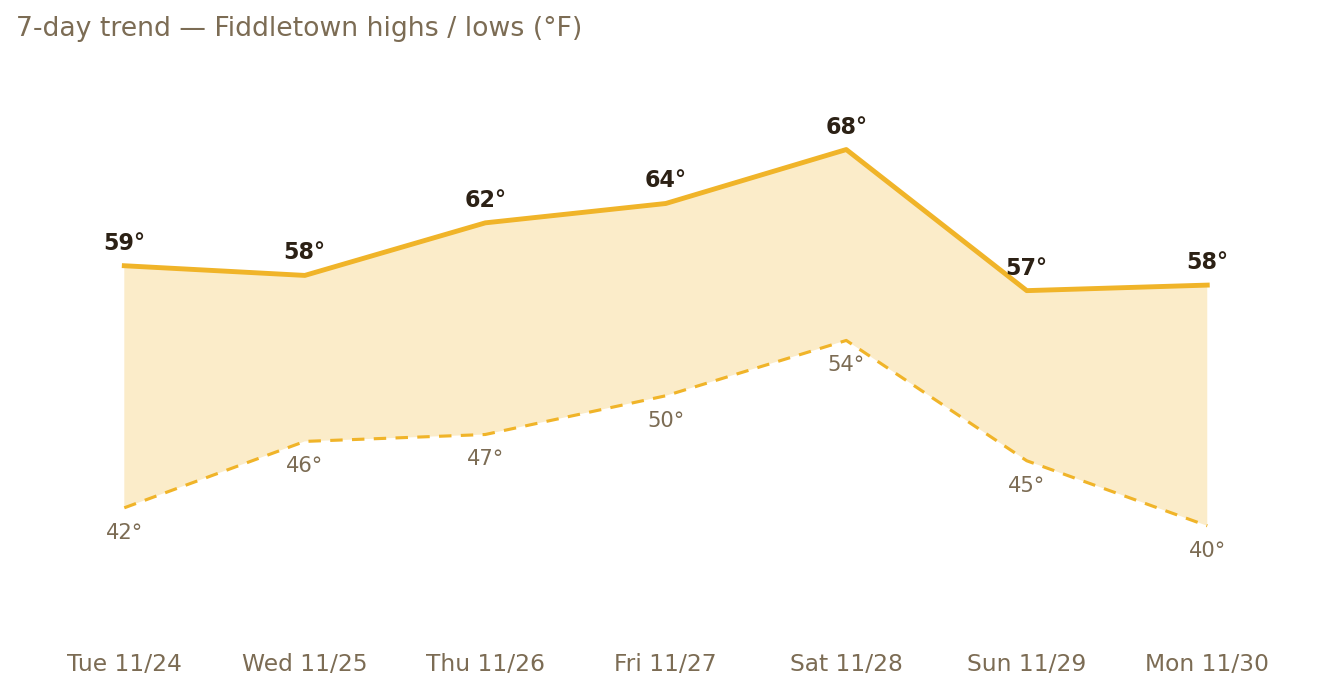 7-day trend — Fiddletown highs / lows (°F)
59° 58° 62° 64° 68° 57° 58°
42° 46° 47° 50° 54° 45° 40°
Tue 11/24 Wed 11/25 Thu 11/26 Fri 11/27 Sat 11/28 Sun 11/29 Mon 11/30